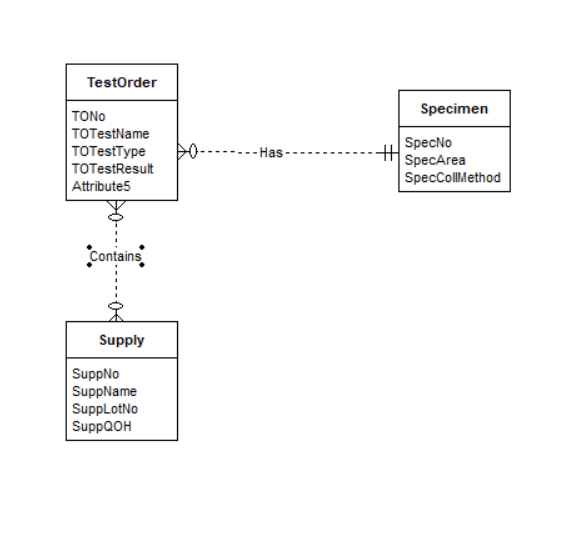 TestOrder
TONo
TOTestName
TOTestType
TOTestResult
Attribute5
Has
Specimen
SpecNo
SpecArea
SpecCollMethod
Contains
Supply
SuppNo
SuppName
SuppLotNo
SuppQOH